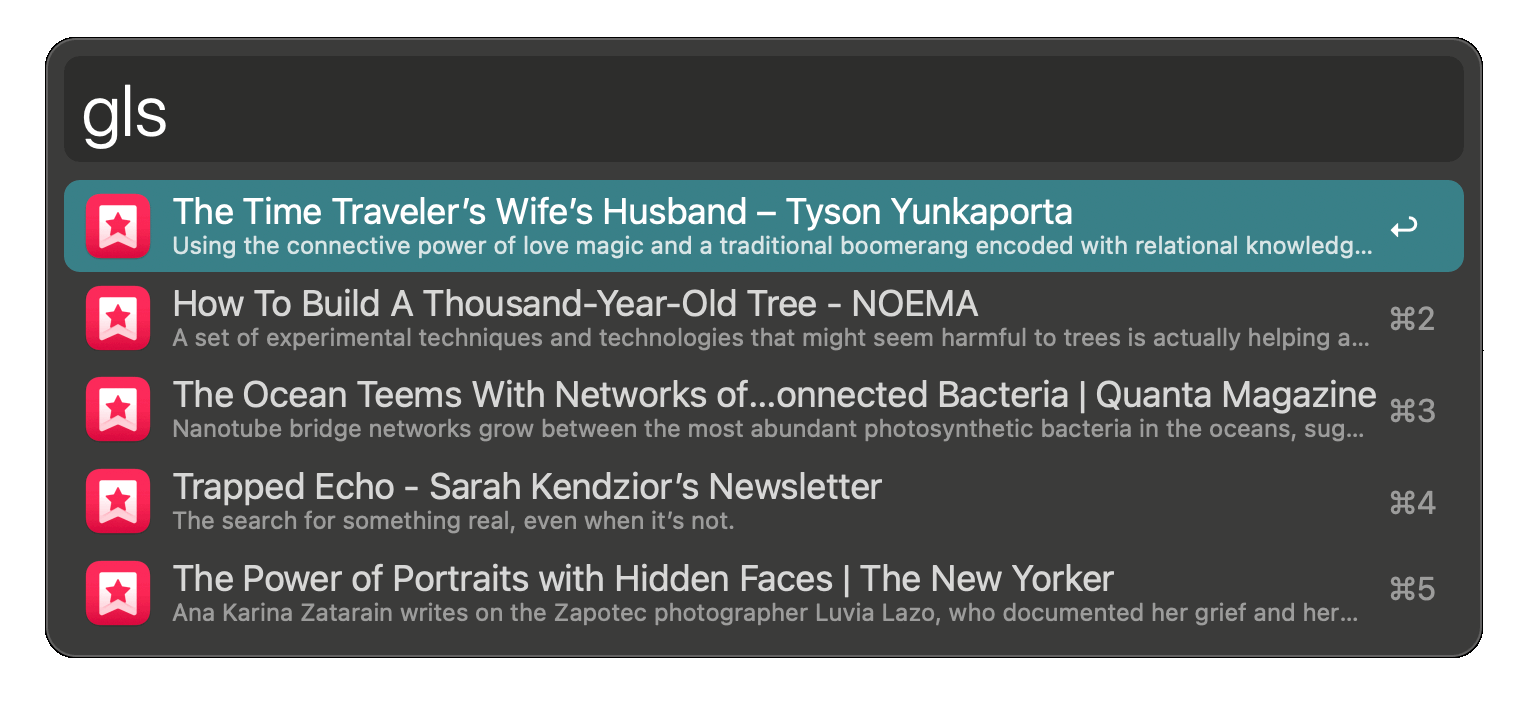 gls
The Time Traveler’s Wife’s Husband – Tyson Yunkaporta
Using the connective power of love magic and a traditional boomerang encoded with relational knowledg...
How To Build A Thousand-Year-Old Tree - NOEMA
⌘2
A set of experimental techniques and technologies that might seem harmful to trees is actually helping a...
The Ocean Teems With Networks of...onnected Bacteria | Quanta Magazine
⌘3
Nanotube bridge networks grow between the most abundant photosynthetic bacteria in the oceans, sug...
Trapped Echo - Sarah Kendzior’s Newsletter
⌘4
The search for something real, even when it’s not.
The Power of Portraits with Hidden Faces | The New Yorker
⌘5
Ana Karina Zatarain writes on the Zapotec photographer Luvia Lazo, who documented her grief and her...